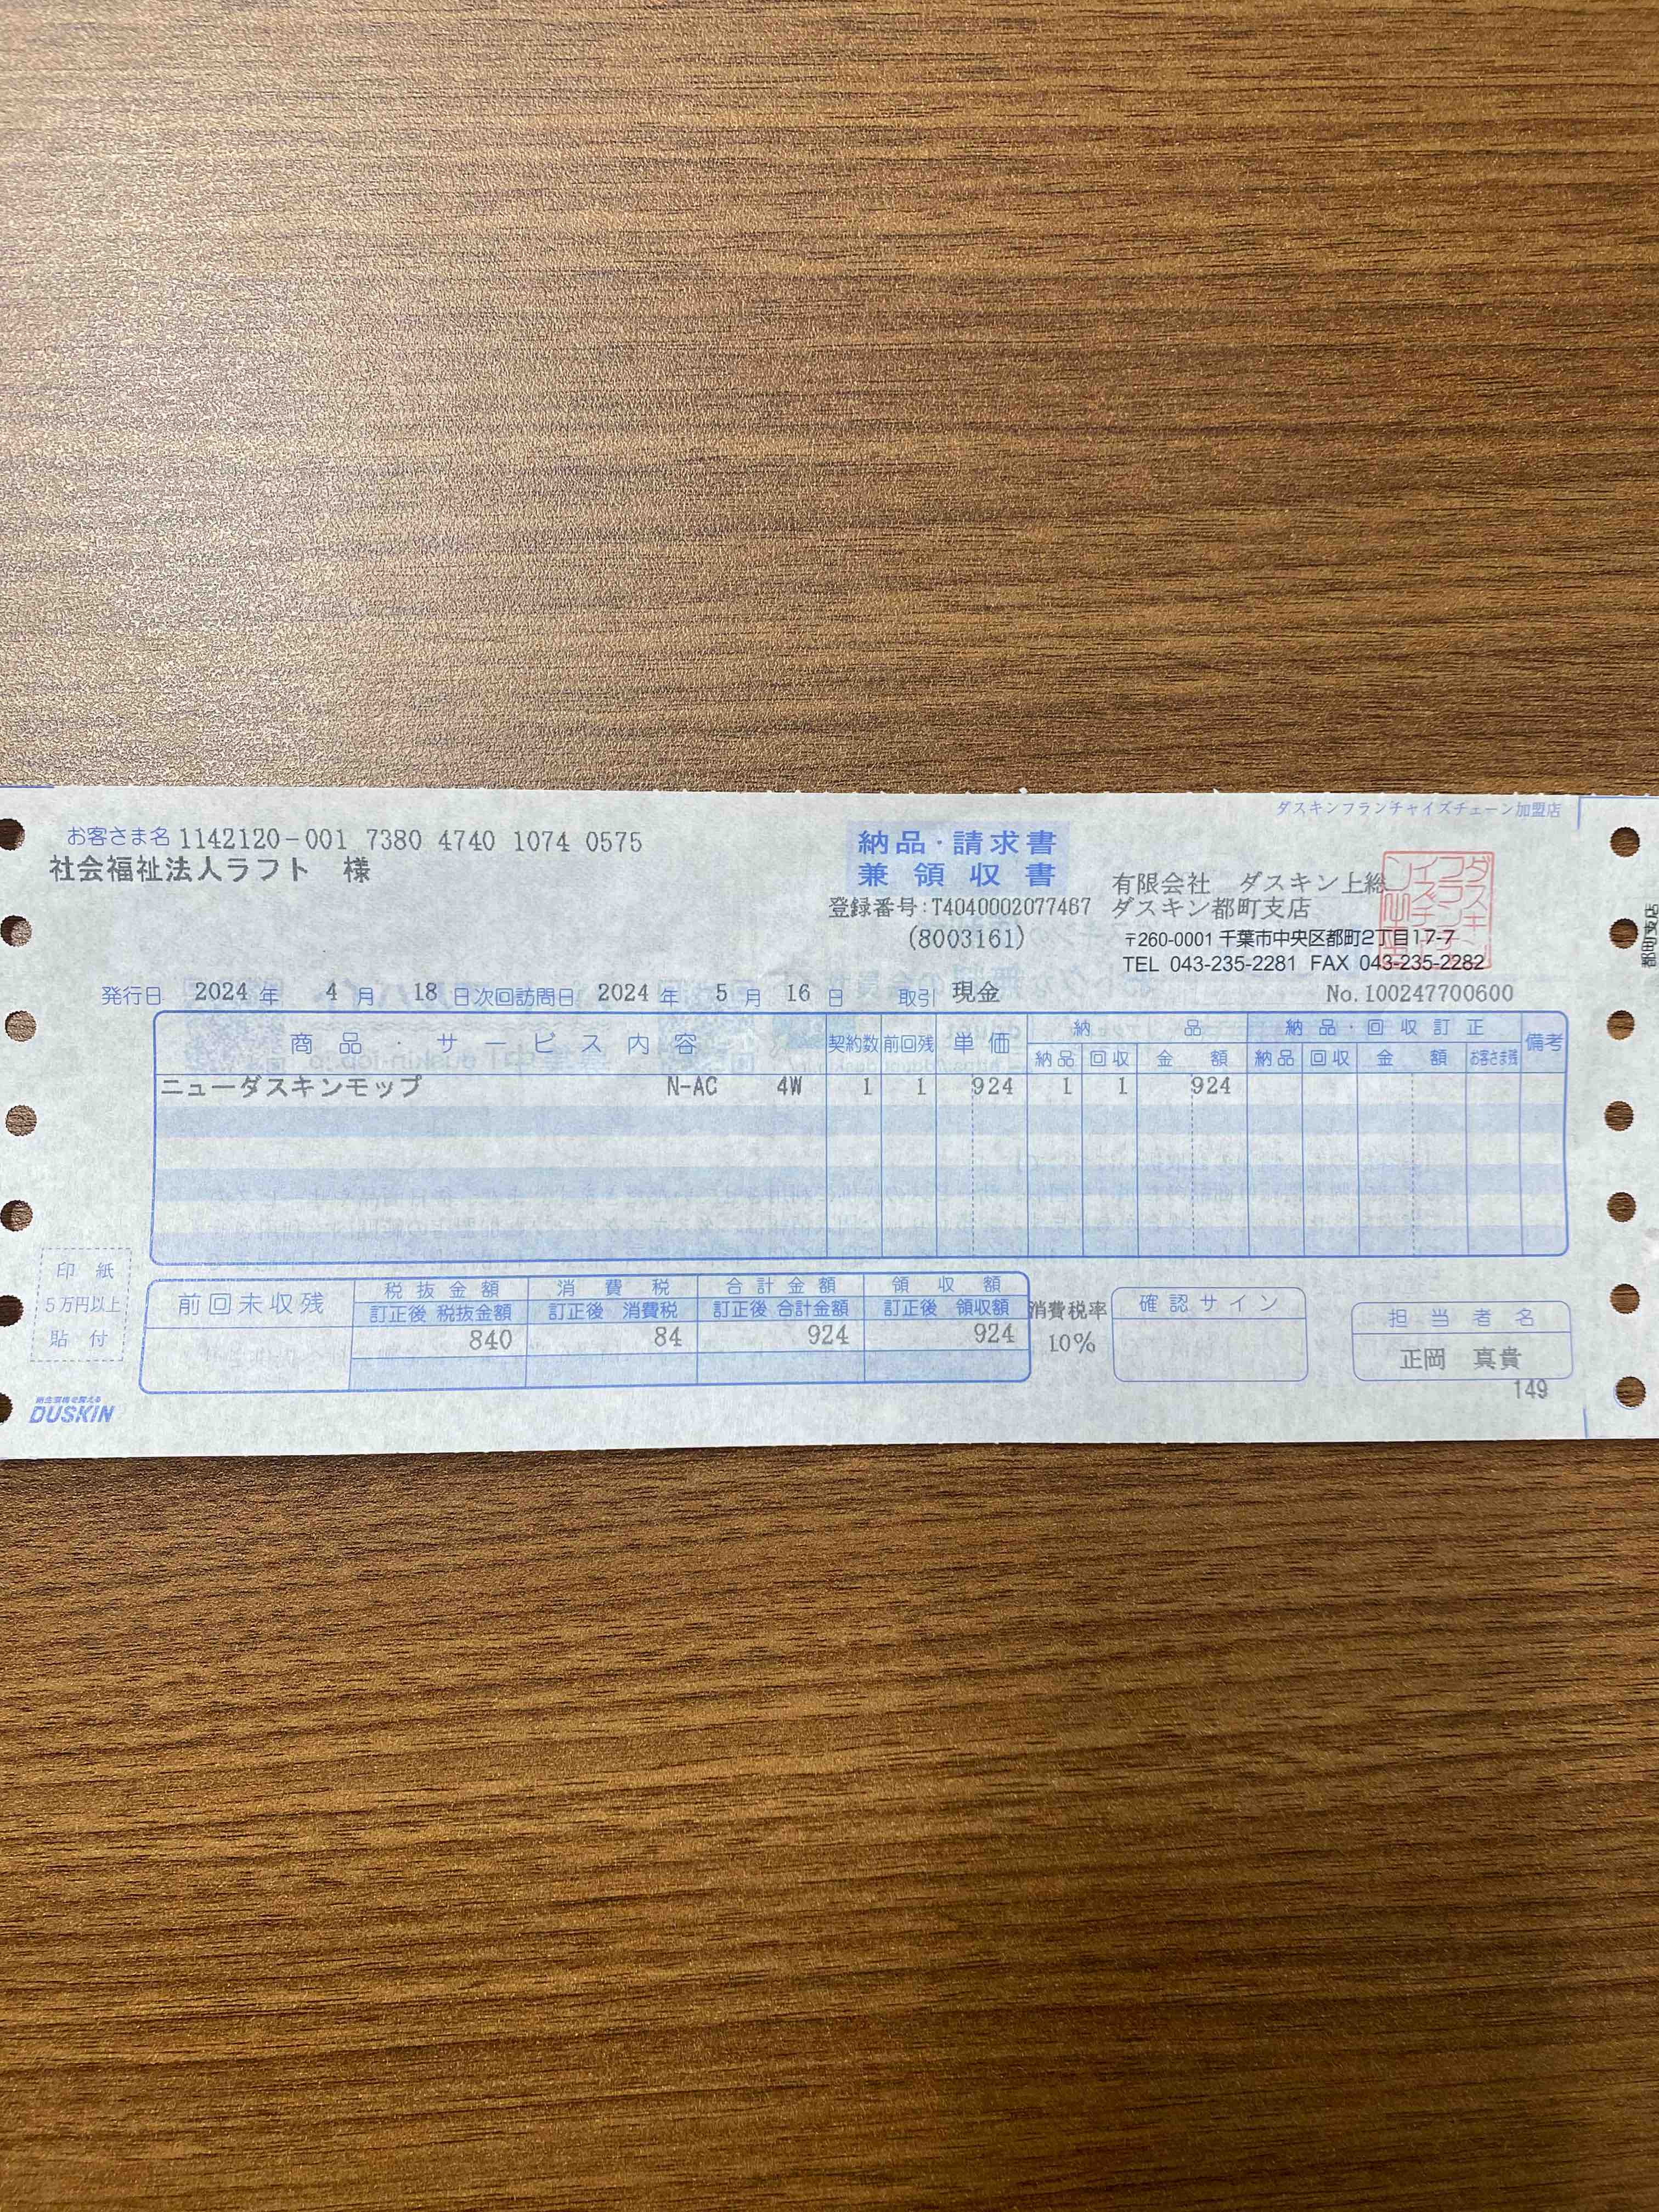 ダスキンフランチャイズチェーン加盟店
お客さま名 1142120-001 7380 4740 1074 0575
社会福祉法人ラフト 様
納品・請求書
兼領収書
登録番号:T4040002077467
(8003161)
有限会社 ダスキン上総
ダスキン都町支店
〒260-0001 千葉市中央区都町2丁目17-7
TEL 043-235-2281 FAX 043-235-2282
都町支店
発行日 2024 年 4 月 18 日 次回訪問日 2024 年 5 月 16 日 取引 現金 No. 100247700600
商品・サービス内容 契約数 前回残 単価 納品 納品・回収訂正 備考
納品 回収 金額 納品 回収 金額 お客さま残
ニューダスキンモップ N-AC 4W 1 1 924 1 1 924
印紙
5万円以上
貼付
前回未収残 税抜金額 消費税 合計金額 領収額
訂正後 税抜金額 訂正後 消費税 訂正後 合計金額 訂正後 領収額
840 84 924 924
消費税率
10%
確認サイン
担当者名
正岡 真貴
149
DUSKIN